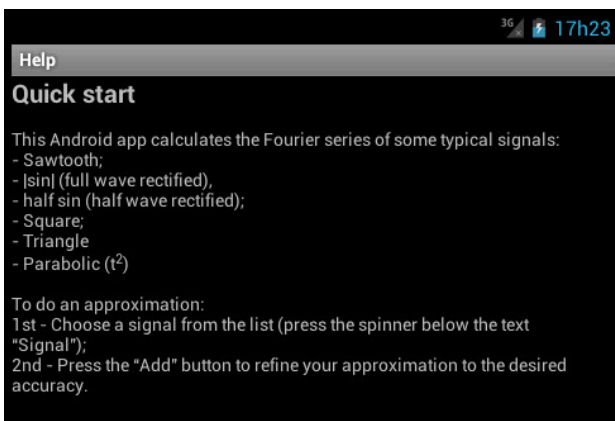 3G 17h23
Help
Quick start
This Android app calculates the Fourier series of some typical signals:
- Sawtooth;
- |sin| (full wave rectified),
- half sin (half wave rectified);
- Square;
- Triangle
- Parabolic (t²)
To do an approximation:
1st - Choose a signal from the list (press the spinner below the text
“Signal”);
2nd - Press the “Add” button to refine your approximation to the desired
accuracy.